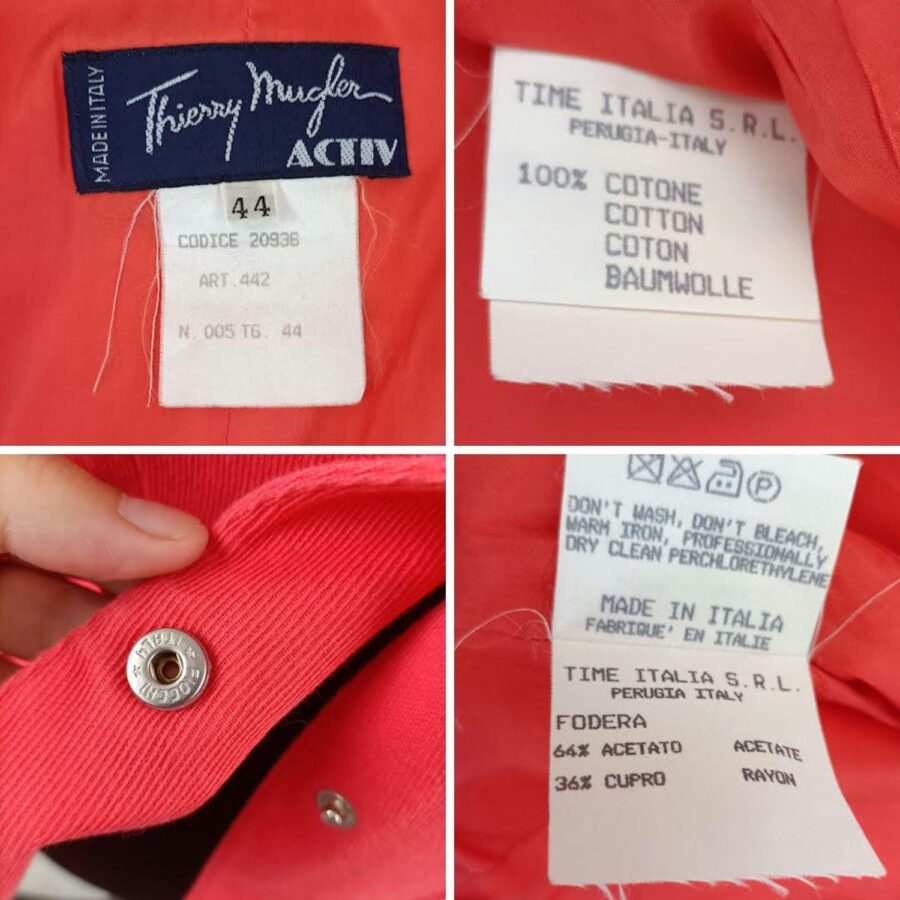 MADE IN ITALY
Thierry Mugler
ACTIV
44
CODICE 20936
ART.442
N. 005 TG. 44
TIME ITALIA S.R.L.
PERUGIA-ITALY
100% COTONE
COTTON
COTON
BAUMWOLLE
FIOCCHI ★ ITALY ★
P
DON'T WASH, DON'T BLEACH,
WARM IRON, PROFESSIONALLY
DRY CLEAN PERCHLORETHYLENE
MADE IN ITALIA
FABRIQUE' EN ITALIE
TIME ITALIA S.R.L.
PERUGIA ITALY
FODERA
64% ACETATO ACETATE
36% CUPRO RAYON